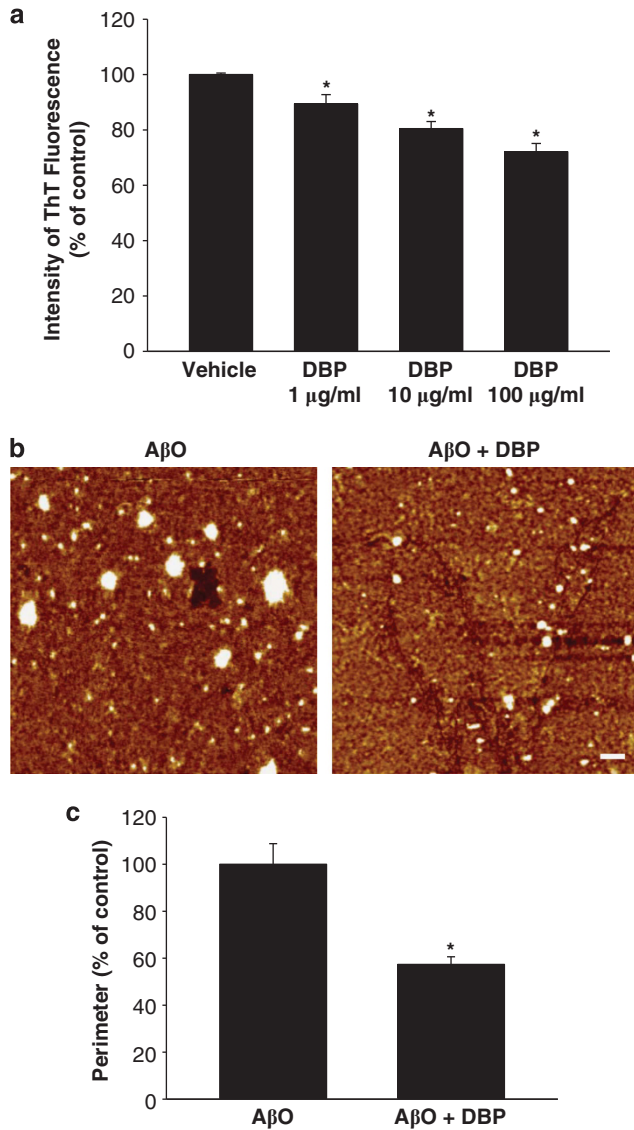 a
Intensity of ThT Fluorescence
(% of control)
120
100
80
60
40
20
0
*
*
*
Vehicle
DBP
1 μg/ml
DBP
10 μg/ml
DBP
100 μg/ml
b
AβO
AβO + DBP
c
Perimeter (% of control)
120
100
80
60
40
20
0
*
AβO
AβO + DBP